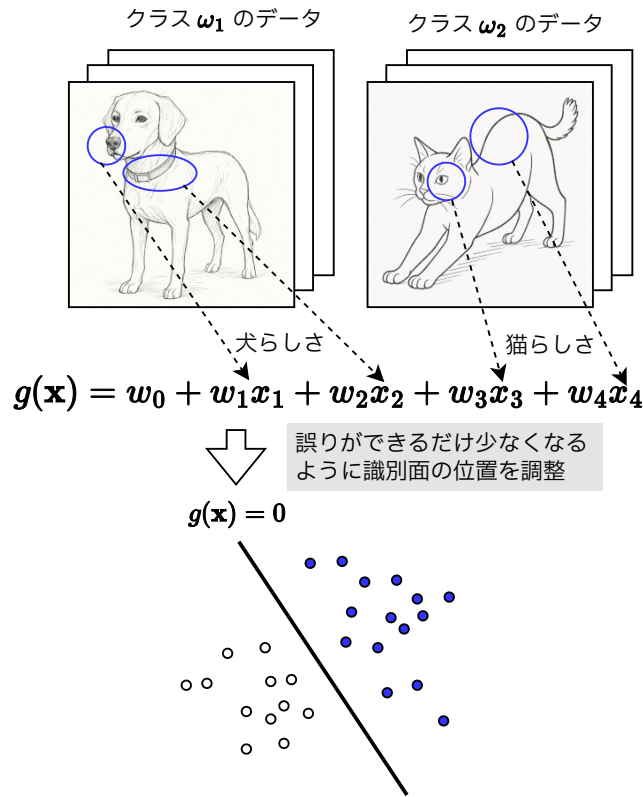 クラス ω₁ のデータ
クラス ω₂ のデータ
犬らしさ
猫らしさ
g(x) = w₀ + w₁x₁ + w₂x₂ + w₃x₃ + w₄x₄
誤りができるだけ少なくなる
ように識別面の位置を調整
g(x) = 0